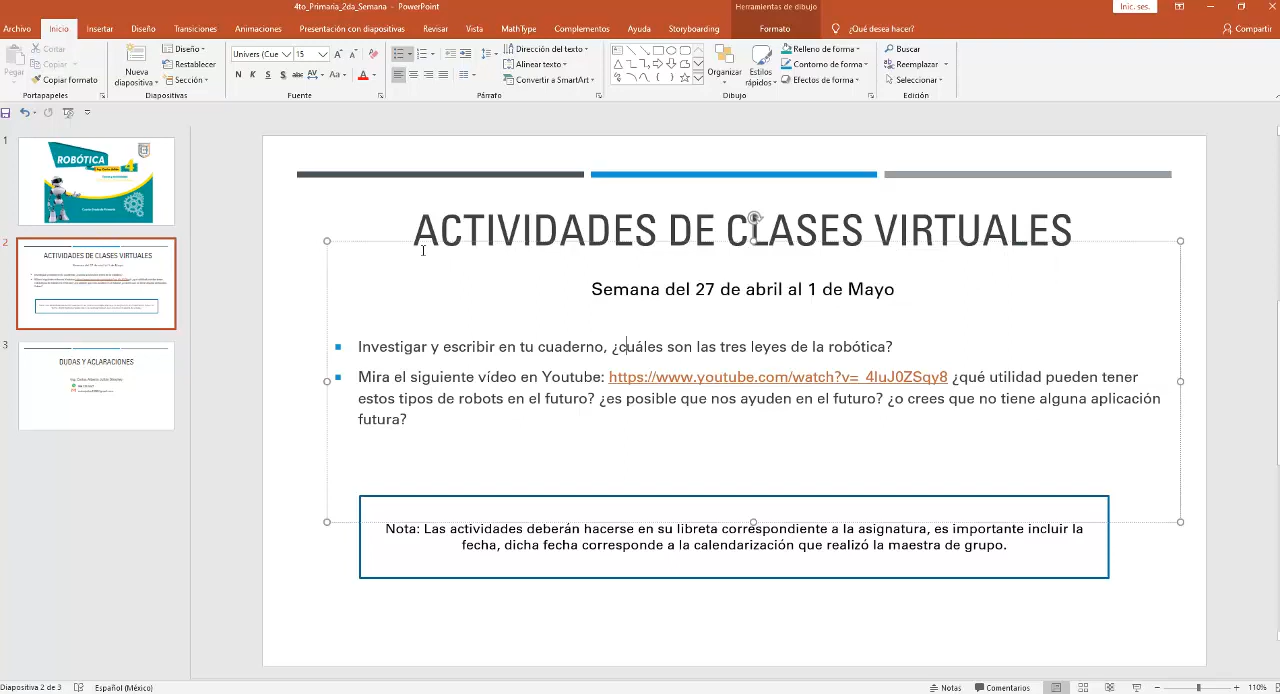 4to_Primaria_2da_Semana - PowerPoint
Herramientas de dibujo
Inic. ses.
Archivo Inicio Insertar Diseño Transiciones Animaciones Presentación con diapositivas Revisar Vista MathType Complementos Ayuda Storyboarding Formato ¿Qué desea hacer? Compartir
Pegar
Cortar
Copiar
Copiar formato
Portapapeles
Nueva diapositiva
Diseño
Restablecer
Sección
Diapositivas
Univers (Cue 15
N K S S abc AV Aa A
Fuente
Dirección del texto
Alinear texto
Convertir a SmartArt
Párrafo
Organizar
Estilos rápidos
Relleno de forma
Contorno de forma
Efectos de forma
Dibujo
Buscar
Reemplazar
Seleccionar
Edición
1
ROBÓTICA
2
ACTIVIDADES DE CLASES VIRTUALES
3
DUDAS Y ACLARACIONES
ACTIVIDADES DE CLASES VIRTUALES
Semana del 27 de abril al 1 de Mayo
Investigar y escribir en tu cuaderno, ¿cuáles son las tres leyes de la robótica?
Mira el siguiente vídeo en Youtube: https://www.youtube.com/watch?v=_4luJ0ZSqy8 ¿qué utilidad pueden tener
estos tipos de robots en el futuro? ¿es posible que nos ayuden en el futuro? ¿o crees que no tiene alguna aplicación
futura?
Nota: Las actividades deberán hacerse en su libreta correspondiente a la asignatura, es importante incluir la
fecha, dicha fecha corresponde a la calendarización que realizó la maestra de grupo.
Diapositiva 2 de 3 Español (México) Notas Comentarios 110%